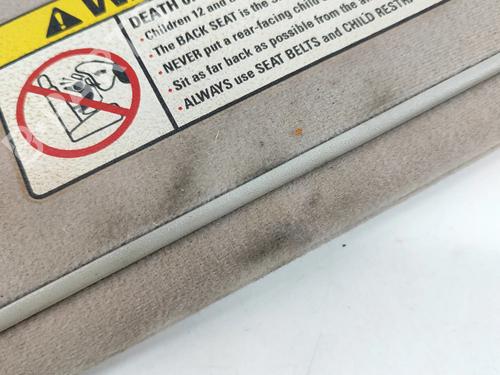 DEATH
• Children 12 and
• The BACK SEAT is the
• NEVER put a rear-facing child
• Sit as far back as possible from the
• ALWAYS use SEAT BELTS and CHILD